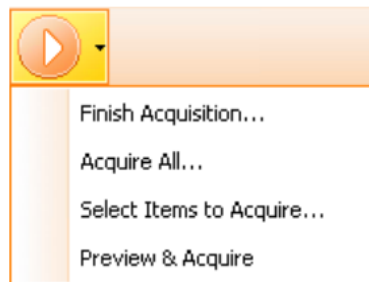 Finish Acquisition...
Acquire All...
Select Items to Acquire...
Preview & Acquire